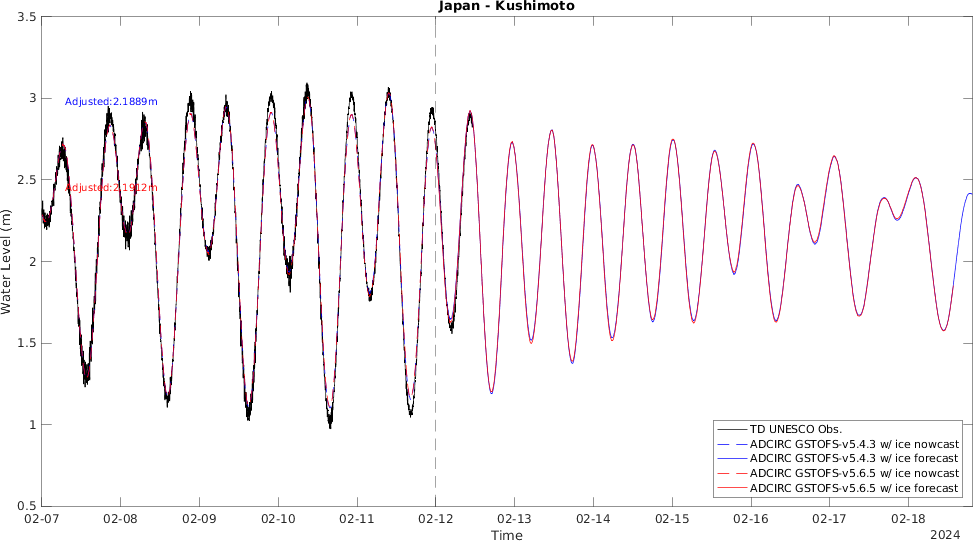 Japan - Kushimoto
3.5
3
2.5
2
1.5
1
0.5
Water Level (m)
Adjusted:2.1889m
Adjusted:2.1912m
TD UNESCO Obs.
ADCIRC GSTOFS-v5.4.3 w/ ice nowcast
ADCIRC GSTOFS-v5.4.3 w/ ice forecast
ADCIRC GSTOFS-v5.6.5 w/ ice nowcast
ADCIRC GSTOFS-v5.6.5 w/ ice forecast
02-07 02-08 02-09 02-10 02-11 02-12 02-13 02-14 02-15 02-16 02-17 02-18
Time
2024